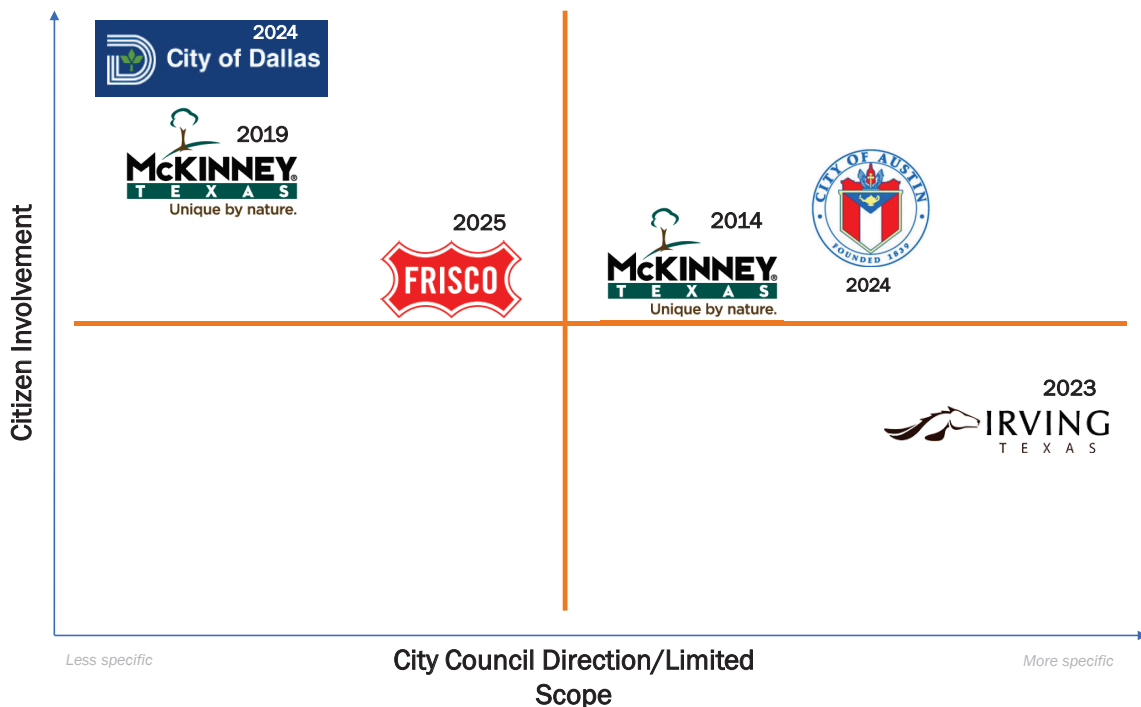 2024
City of Dallas
2019
McKINNEY®
TEXAS
Unique by nature.
2025
FRISCO
2014
McKINNEY®
TEXAS
Unique by nature.
CITY OF AUSTIN
FOUNDED 1839
2024
Citizen Involvement
2023
IRVING
TEXAS
Less specific
City Council Direction/Limited
Scope
More specific